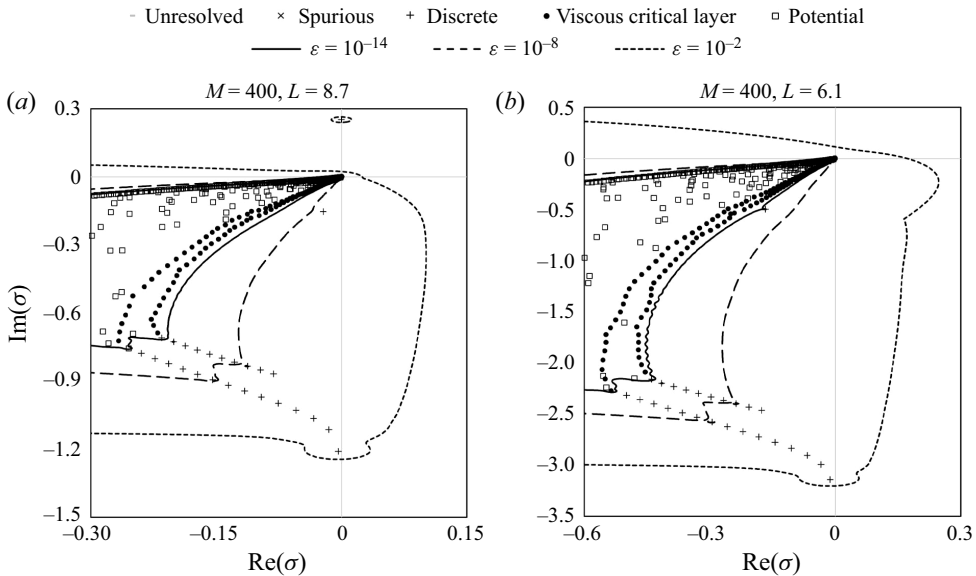 Unresolved × Spurious + Discrete • Viscous critical layer □ Potential
ε = 10⁻¹⁴ ε = 10⁻⁸ ε = 10⁻²
(a) M = 400, L = 8.7
0.3
0
−0.3
−0.6
−0.9
−1.2
−1.5
Im(σ)
−0.30 −0.15 0 0.15
Re(σ)
(b) M = 400, L = 6.1
0.5
0
−0.5
−1.0
−1.5
−2.0
−2.5
−3.0
−3.5
−0.6 −0.3 0 0.3
Re(σ)